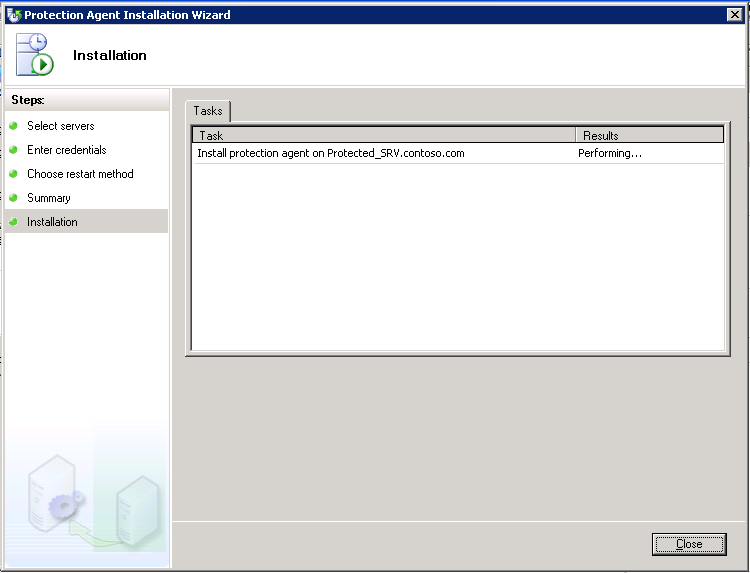 Protection Agent Installation Wizard
Installation
Steps:
Select servers
Enter credentials
Choose restart method
Summary
Installation
Tasks
Task Results
Install protection agent on Protected_SRV.contoso.com Performing...
Close